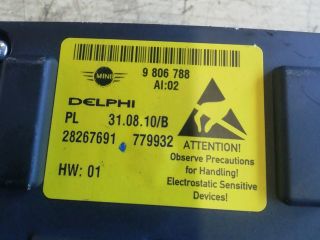 MINI
9 806 788
AI:02
DELPHI
PL 31.08.10/B
28267691 779932
HW: 01
ATTENTION!
Observe Precautions
for Handling!
Electrostatic Sensitive
Devices!